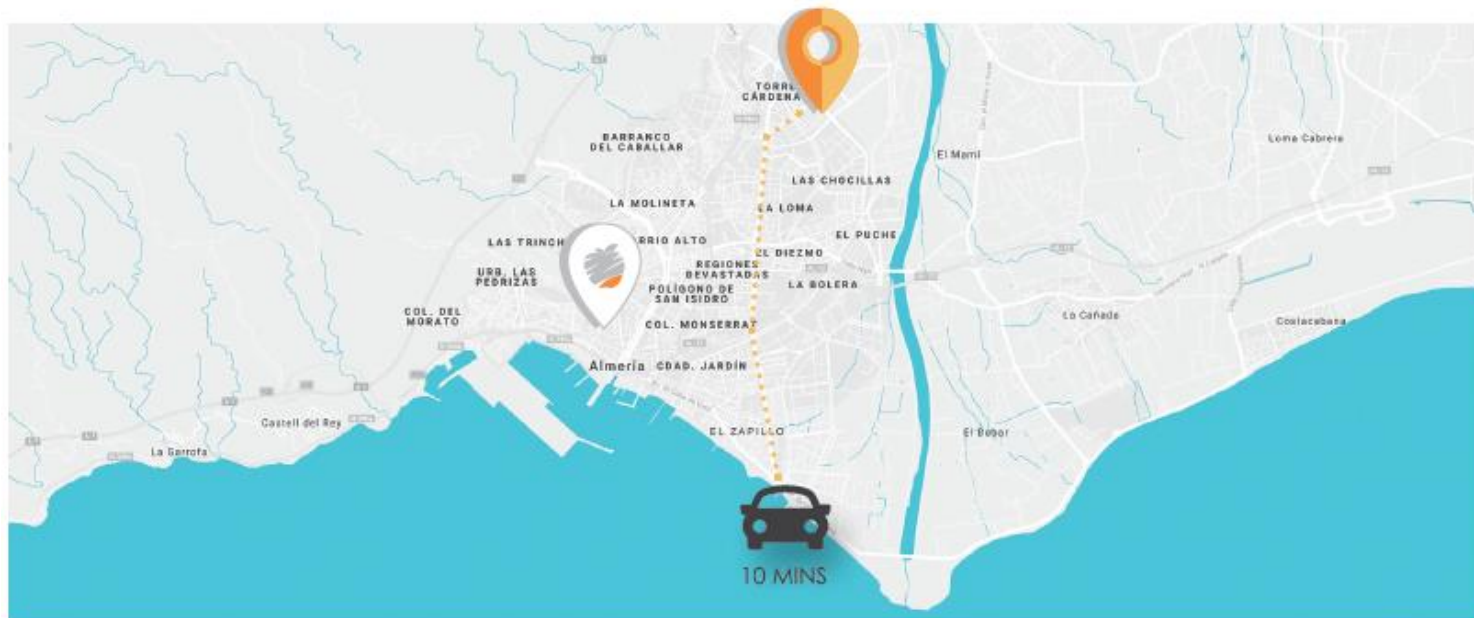 TORRE
CÁRDENA
BARRANCO
DEL CABALLAR
El Mamí
Loma Cabrera
LAS CHOCILLAS
LA MOLINETA
LA LOMA
EL PUCHE
LAS TRINCH
RRIO ALTO
EL DIEZMO
REGIONES
DEVASTADAS
URB. LAS
PEDRIZAS
LA BOLERA
POLÍGONO DE
SAN ISIDRO
COL. DEL
MORATO
COL. MONSERRAT
La Cañada
Costacabana
Almería
CDAD. JARDÍN
Castell del Rey
EL ZAPILLO
El Bobar
La Garrofa
10 MINS